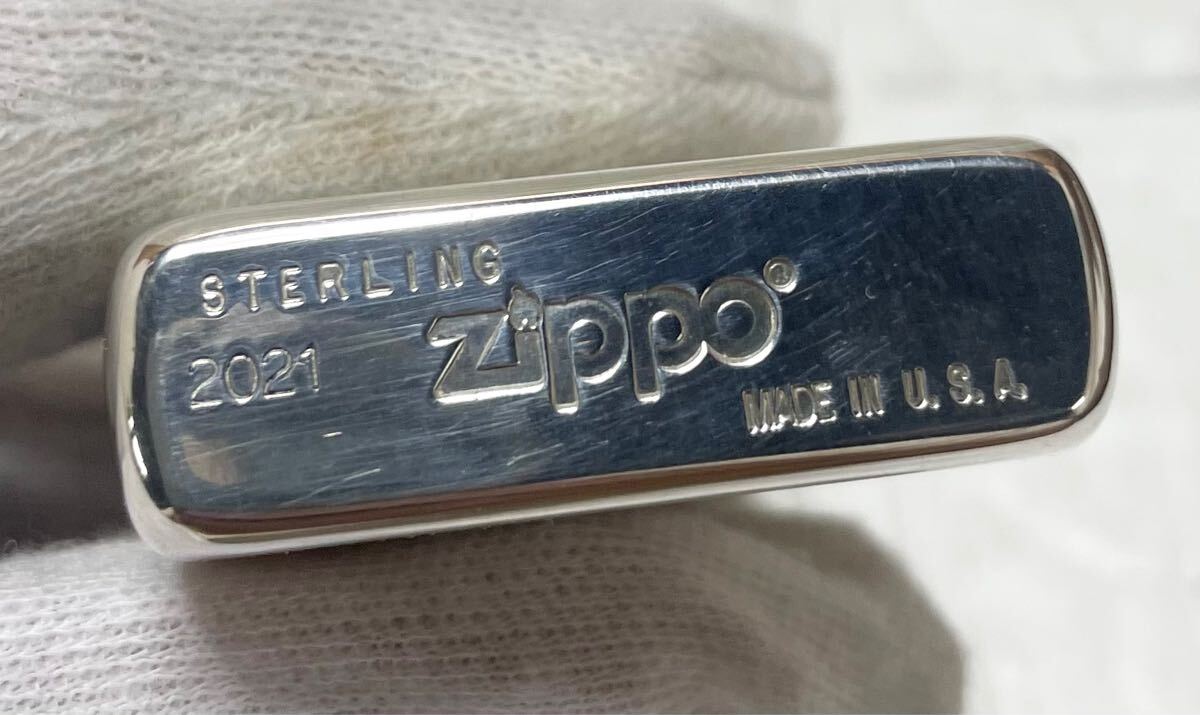 STERLING
2021
Zippo®
MADE IN U.S.A.